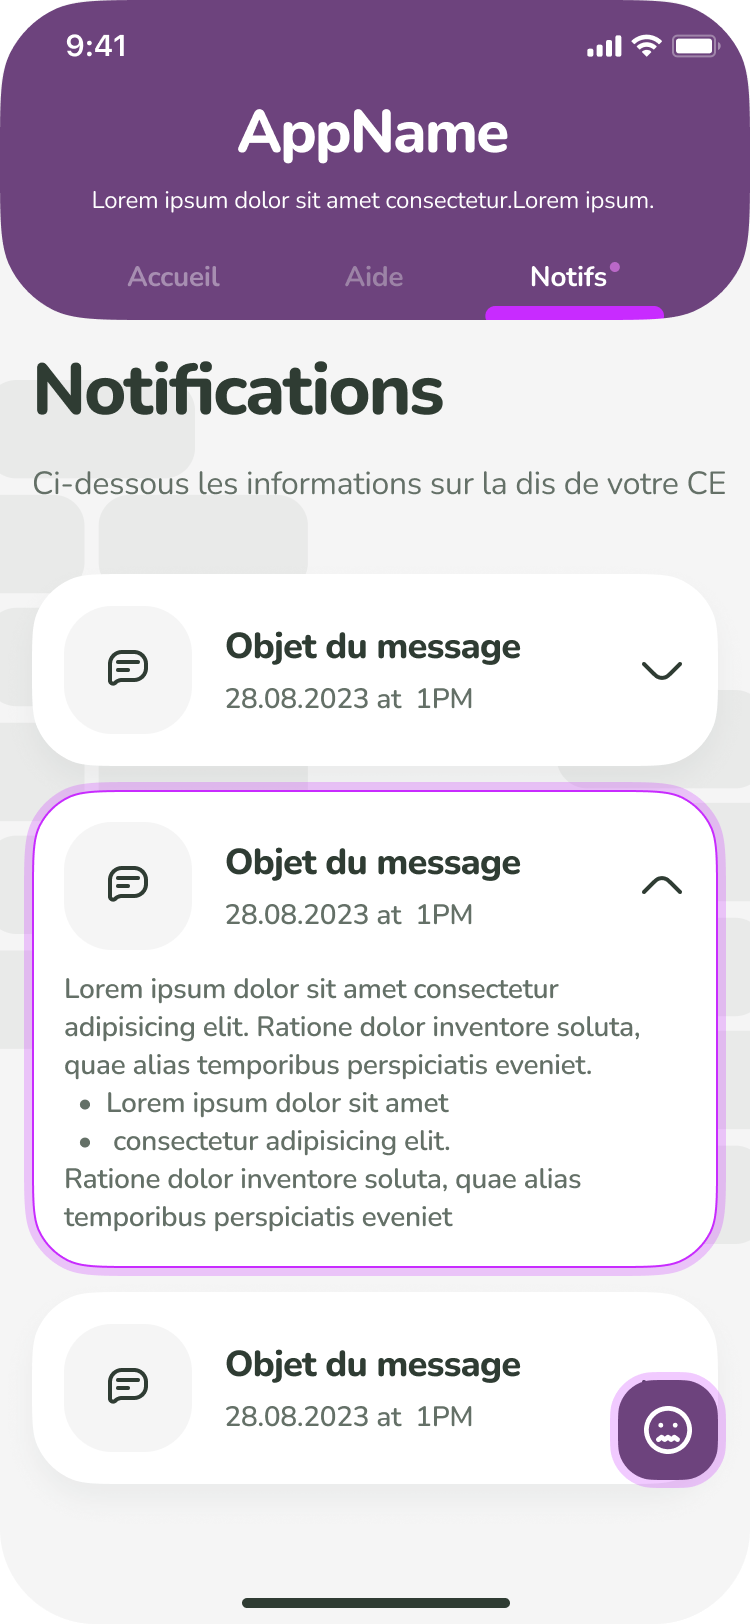 9:41
AppName
Lorem ipsum dolor sit amet consectetur.Lorem ipsum.
Accueil Aide Notifs
Notifications
Ci-dessous les informations sur la dis de votre CE
Objet du message
28.08.2023 at 1PM
Objet du message
28.08.2023 at 1PM
Lorem ipsum dolor sit amet consectetur
adipisicing elit. Ratione dolor inventore soluta,
quae alias temporibus perspiciatis eveniet.
• Lorem ipsum dolor sit amet
• consectetur adipisicing elit.
Ratione dolor inventore soluta, quae alias
temporibus perspiciatis eveniet
Objet du message
28.08.2023 at 1PM